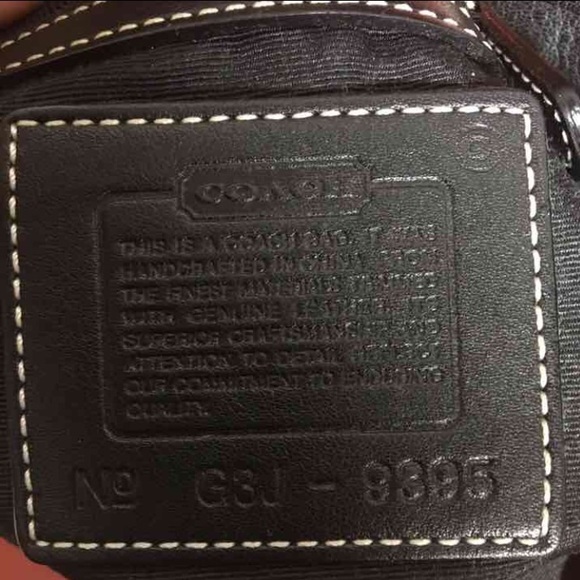 COACH
THIS IS A COACH BAG. IT WAS
HANDCRAFTED IN CHINA FROM
THE FINEST MATERIALS TRIMMED
WITH GENUINE LEATHER. ITS
SUPERIOR CRAFTSMANSHIP AND
ATTENTION TO DETAIL REFLECT
OUR COMMITMENT TO ENDURING
QUALITY.
No G3J - 9395